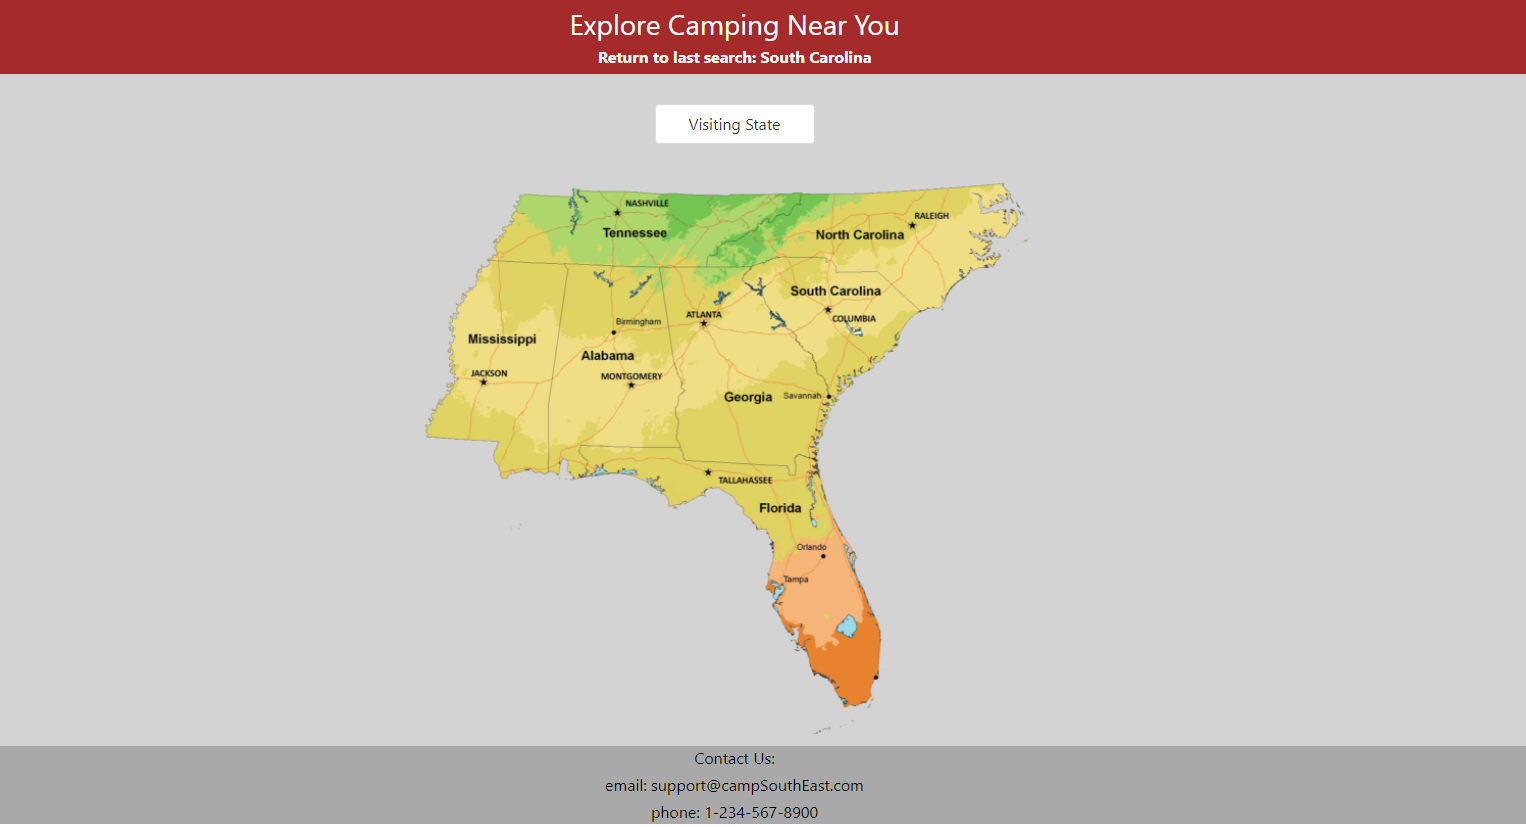 Explore Camping Near You
Return to last search: South Carolina
Visiting State
NASHVILLE
Tennessee
RALEIGH
North Carolina
South Carolina
COLUMBIA
ATLANTA
Birmingham
Mississippi
Alabama
JACKSON
MONTGOMERY
Georgia
Savannah
TALLAHASSEE
Florida
Orlando
Tampa
Contact Us:
email: support@campSouthEast.com
phone: 1-234-567-8900